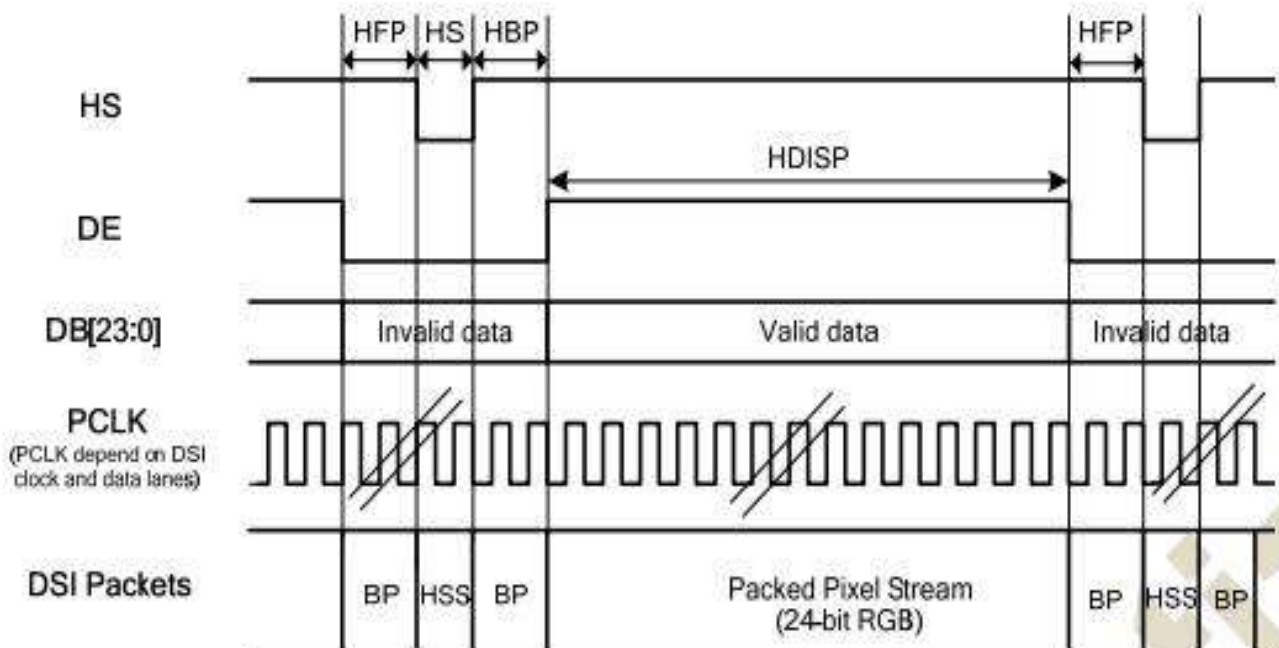 HFP HS HBP HFP
HS
HDISP
DE
DB[23:0] Invalid data Valid data Invalid data
PCLK
(PCLK depend on DSI
clock and data lanes)
DSI Packets BP HSS BP Packed Pixel Stream BP HSS BP
(24-bit RGB)